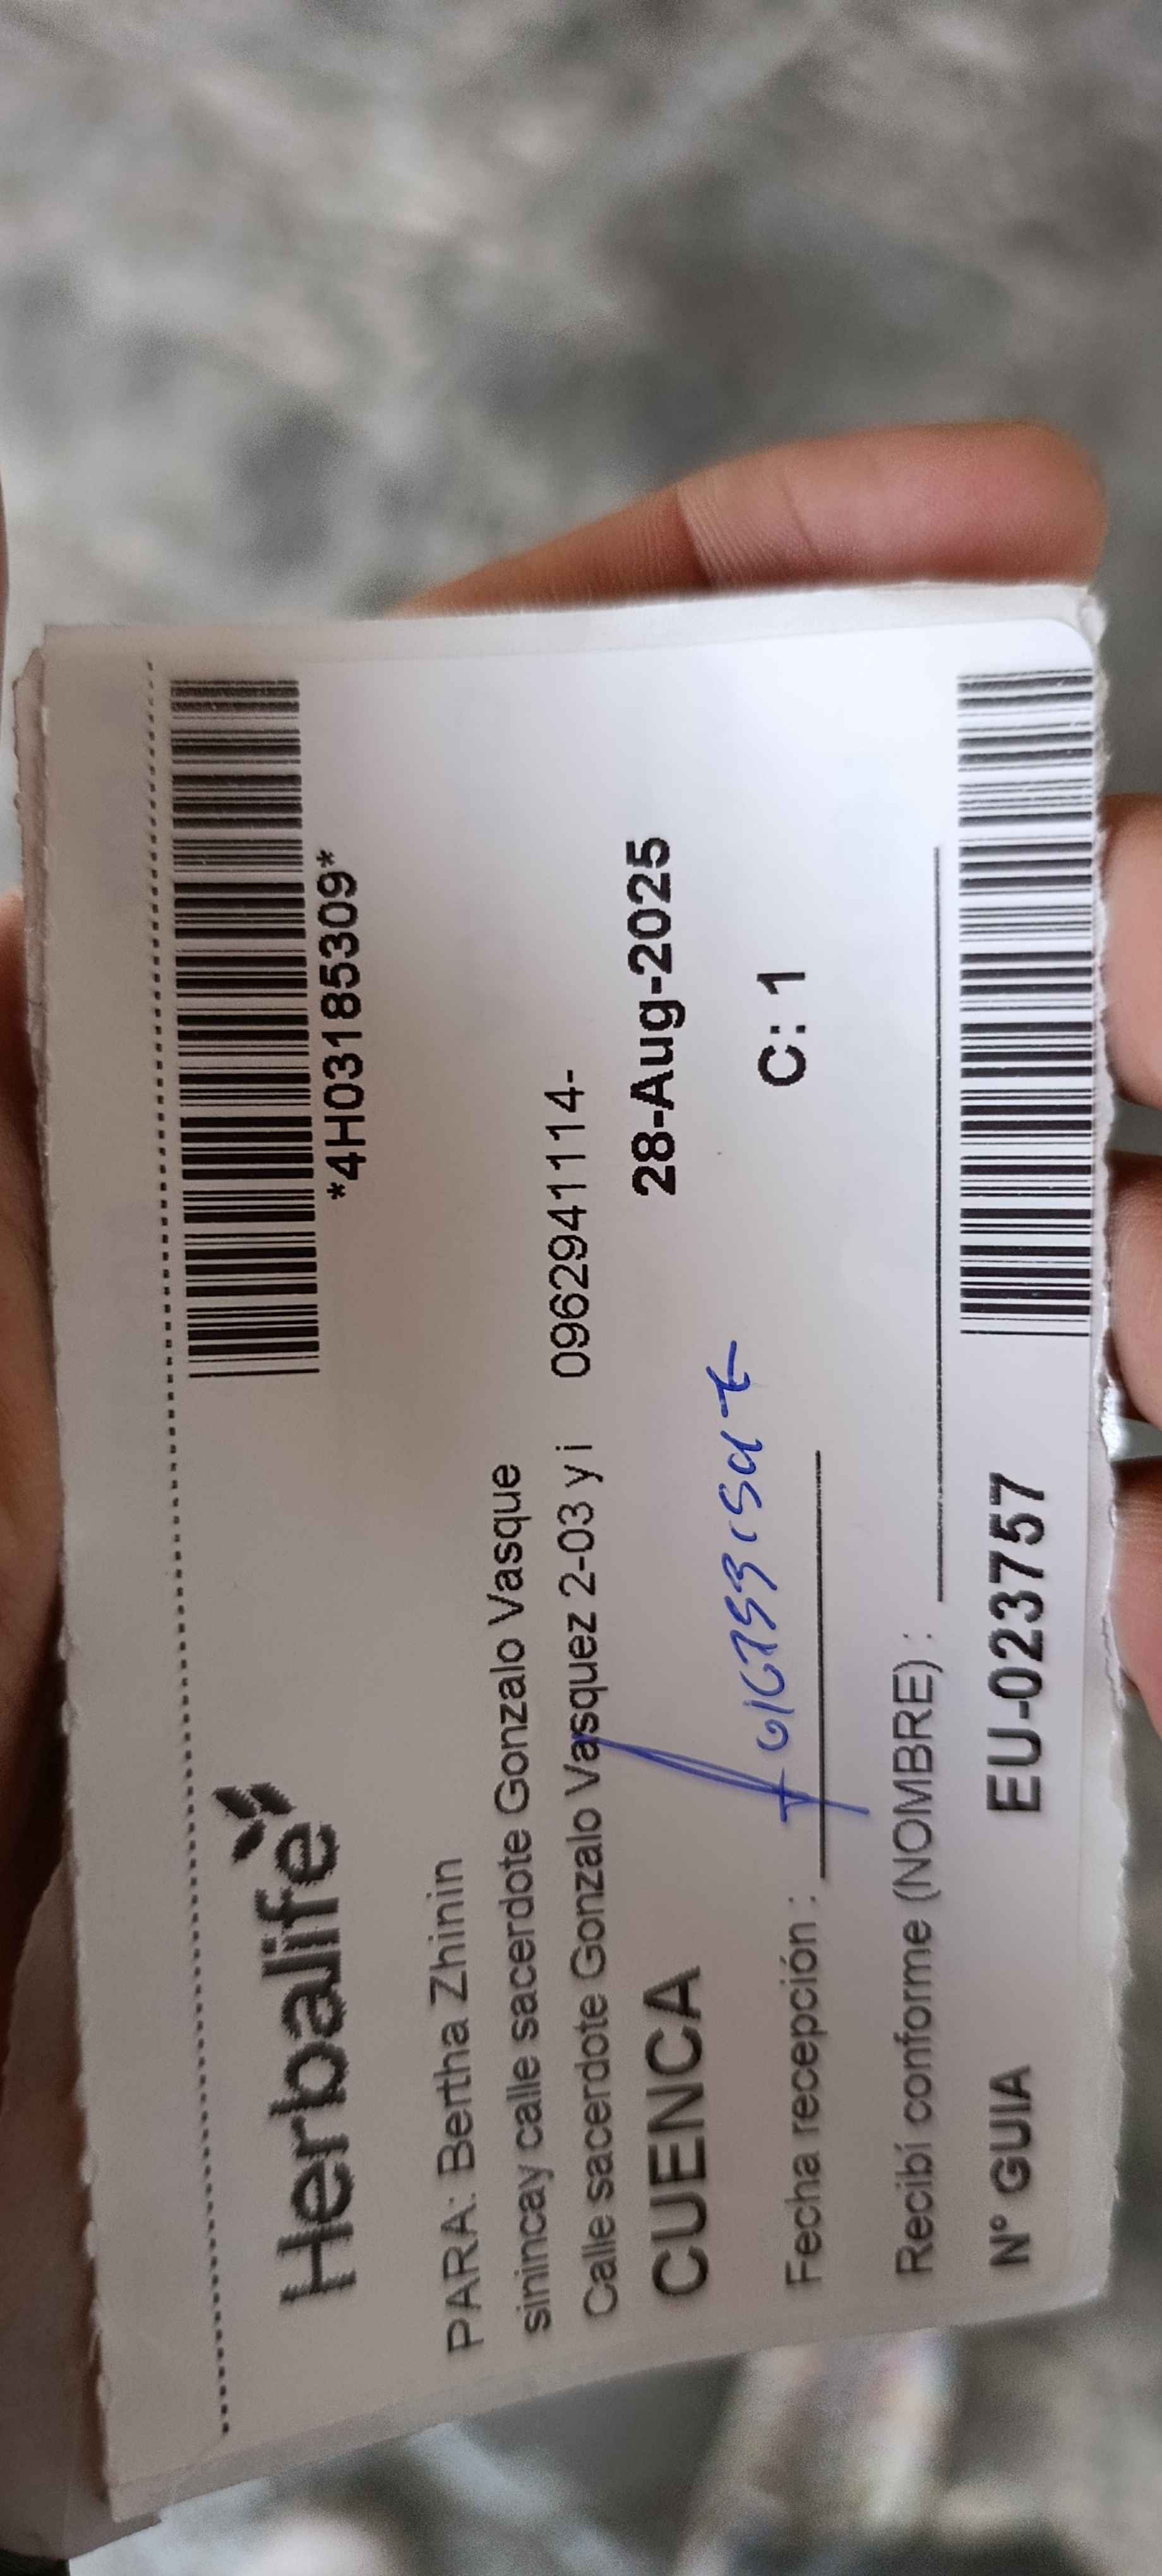 *4H03185309*
Herbalife
PARA: Bertha Zhinin
sinincay calle sacerdote Gonzalo Vasque
Calle sacerdote Gonzalo Vasquez 2-03 y i 0962941114-
CUENCA 28-Aug-2025
C: 1
Fecha recepción :
Recibí conforme (NOMBRE) :
N° GUIA EU-023757